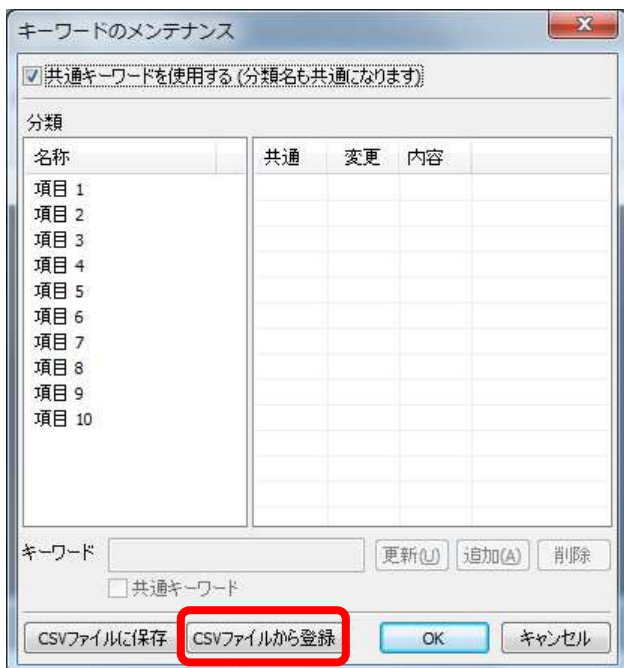 キーワードのメンテナンス
共通キーワードを使用する(分類名も共通になります)
分類
名称 共通 変更 内容
項目 1
項目 2
項目 3
項目 4
項目 5
項目 6
項目 7
項目 8
項目 9
項目 10
キーワード 更新(U) 追加(A) 削除
共通キーワード
CSVファイルに保存 CSVファイルから登録 OK キャンセル